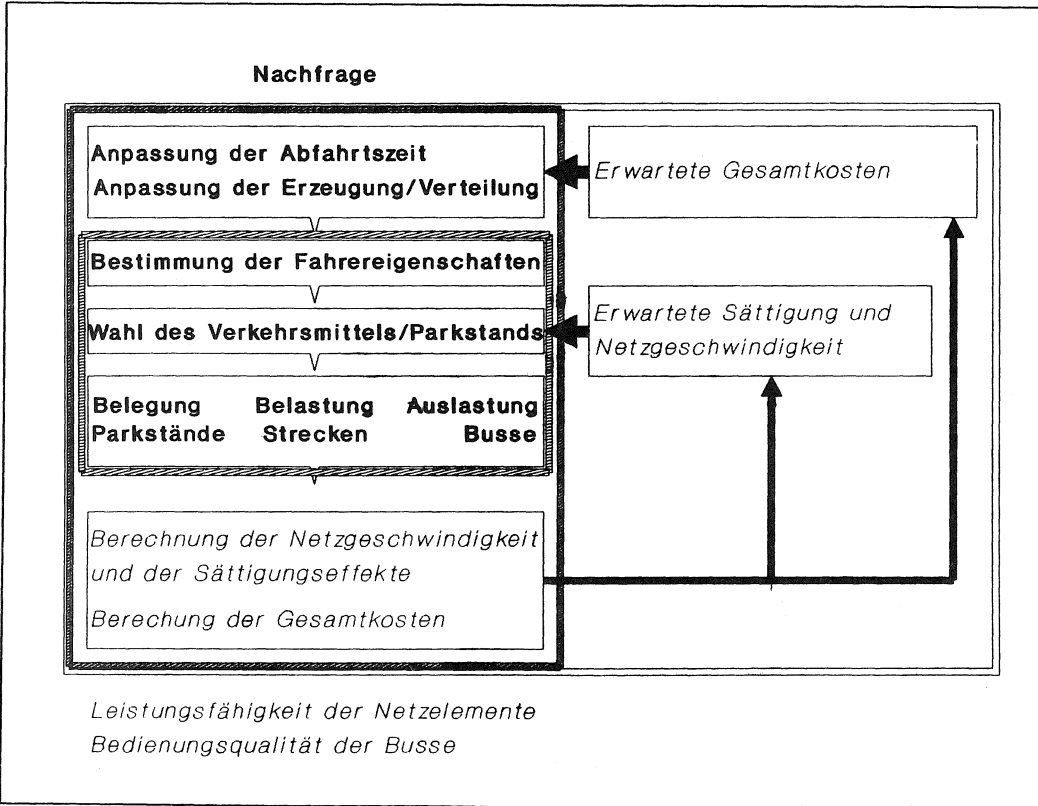 Nachfrage
Anpassung der Abfahrtszeit
Anpassung der Erzeugung/Verteilung
Erwartete Gesamtkosten
Bestimmung der Fahrereigenschaften
Wahl des Verkehrsmittels/Parkstands
Erwartete Sättigung und
Netzgeschwindigkeit
Belegung Belastung Auslastung
Parkstände Strecken Busse
Berechnung der Netzgeschwindigkeit
und der Sättigungseffekte
Berechung der Gesamtkosten
Leistungsfähigkeit der Netzelemente
Bedienungsqualität der Busse